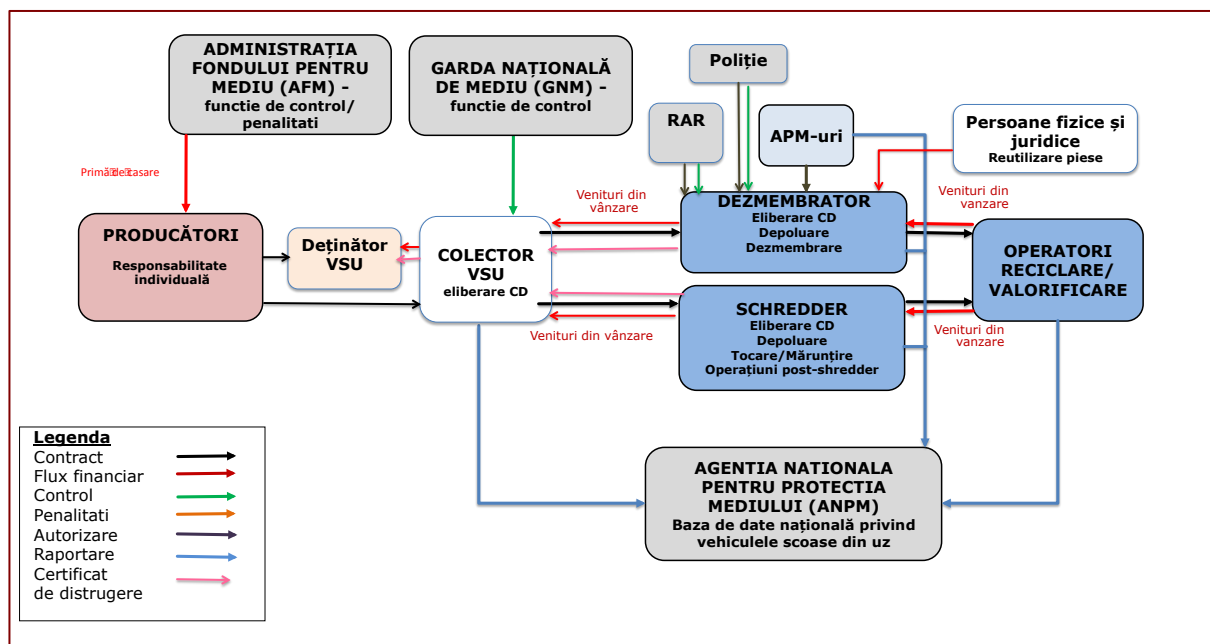 ADMINISTRAȚIA
FONDULUI PENTRU
MEDIU (AFM) -
functie de control/
penalitati
GARDA NAȚIONALĂ
DE MEDIU (GNM) -
functie de control
Poliție
RAR
APM-uri
Persoane fizice și
juridice
Reutilizare piese
Primă de casare
PRODUCĂTORI
Responsabilitate
individuală
Deținător
VSU
COLECTOR
VSU
eliberare CD
Venituri din
vânzare
DEZMEMBRATOR
Eliberare CD
Depoluare
Dezmembrare
Venituri din
vanzare
OPERATORI
RECICLARE/
VALORIFICARE
Venituri din vânzare
SCHREDDER
Eliberare CD
Depoluare
Tocare/Mărunțire
Operațiuni post-shredder
Venituri din
vanzare
Legenda
Contract
Flux financiar
Control
Penalitati
Autorizare
Raportare
Certificat
de distrugere
AGENTIA NATIONALA
PENTRU PROTECTIA
MEDIULUI (ANPM)
Baza de date națională privind
vehiculele scoase din uz